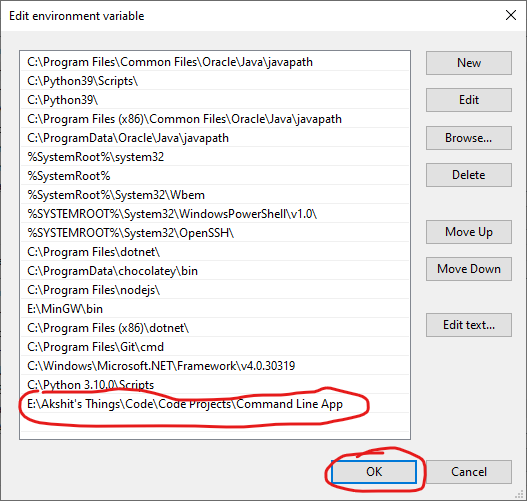 Edit environment variable
C:\Program Files\Common Files\Oracle\Java\javapath
C:\Python39\Scripts\
C:\Python39\
C:\Program Files (x86)\Common Files\Oracle\Java\javapath
C:\ProgramData\Oracle\Java\javapath
%SystemRoot%\system32
%SystemRoot%
%SystemRoot%\System32\Wbem
%SYSTEMROOT%\System32\WindowsPowerShell\v1.0\
%SYSTEMROOT%\System32\OpenSSH\
C:\Program Files\dotnet\
C:\ProgramData\chocolatey\bin
C:\Program Files\nodejs\
E:\MinGW\bin
C:\Program Files (x86)\dotnet\
C:\Program Files\Git\cmd
C:\Windows\Microsoft.NET\Framework\v4.0.30319
C:\Python 3.10.0\Scripts
E:\Akshit's Things\Code\Code Projects\Command Line App
New
Edit
Browse...
Delete
Move Up
Move Down
Edit text...
OK
Cancel